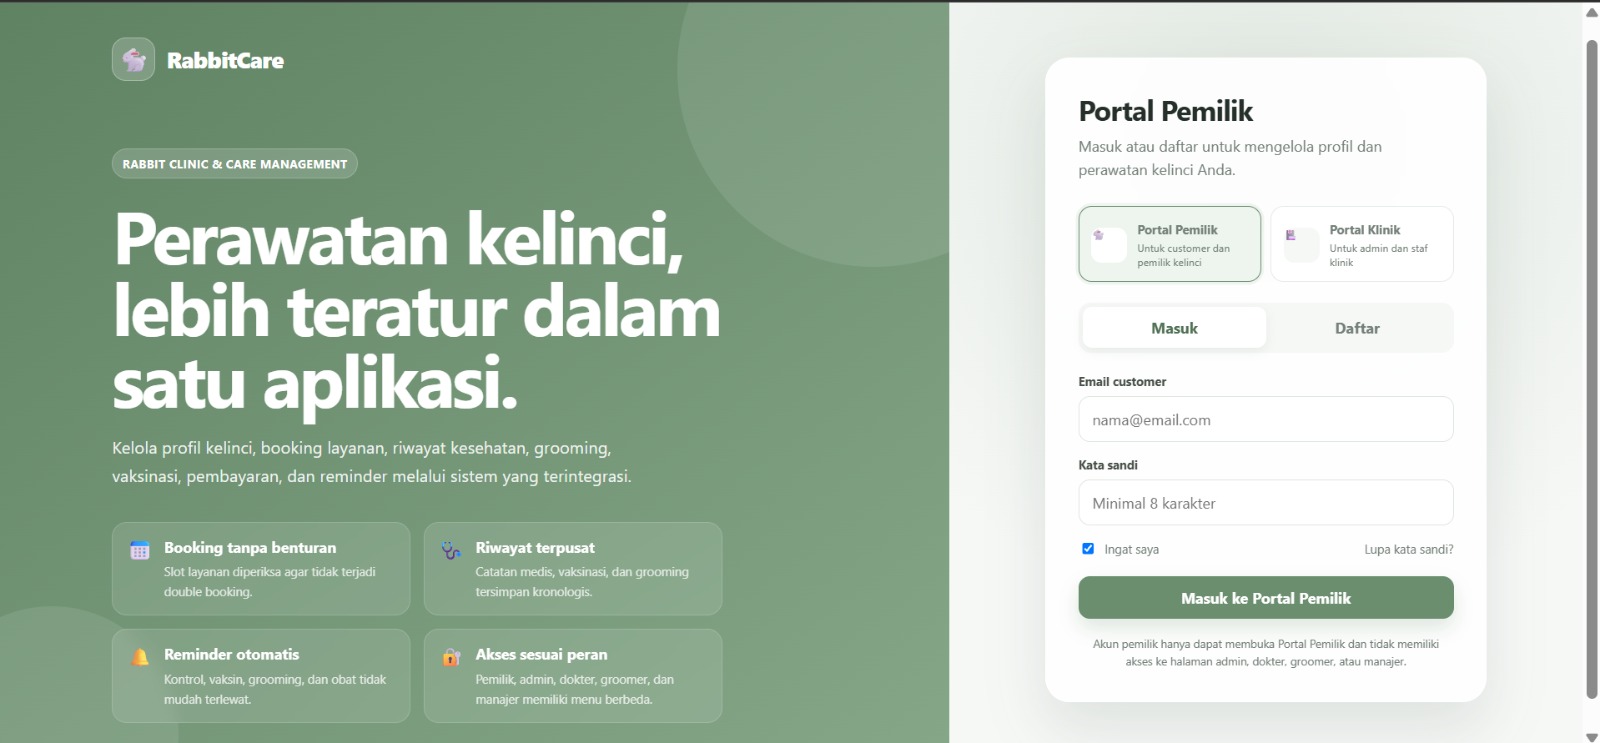 RabbitCare
RABBIT CLINIC & CARE MANAGEMENT
Perawatan kelinci,
lebih teratur dalam
satu aplikasi.
Kelola profil kelinci, booking layanan, riwayat kesehatan, grooming,
vaksinasi, pembayaran, dan reminder melalui sistem yang terintegrasi.
Booking tanpa benturan
Slot layanan diperiksa agar tidak terjadi
double booking.
Riwayat terpusat
Catatan medis, vaksinasi, dan grooming
tersimpan kronologis.
Reminder otomatis
Kontrol, vaksin, grooming, dan obat tidak
mudah terlewat.
Akses sesuai peran
Pemilik, admin, dokter, groomer, dan
manajer memiliki menu berbeda.
Portal Pemilik
Masuk atau daftar untuk mengelola profil dan
perawatan kelinci Anda.
Portal Pemilik
Untuk customer dan
pemilik kelinci
Portal Klinik
Untuk admin dan staf
klinik
Masuk
Daftar
Email customer
nama@email.com
Kata sandi
Minimal 8 karakter
Ingat saya
Lupa kata sandi?
Masuk ke Portal Pemilik
Akun pemilik hanya dapat membuka Portal Pemilik dan tidak memiliki
akses ke halaman admin, dokter, groomer, atau manajer.